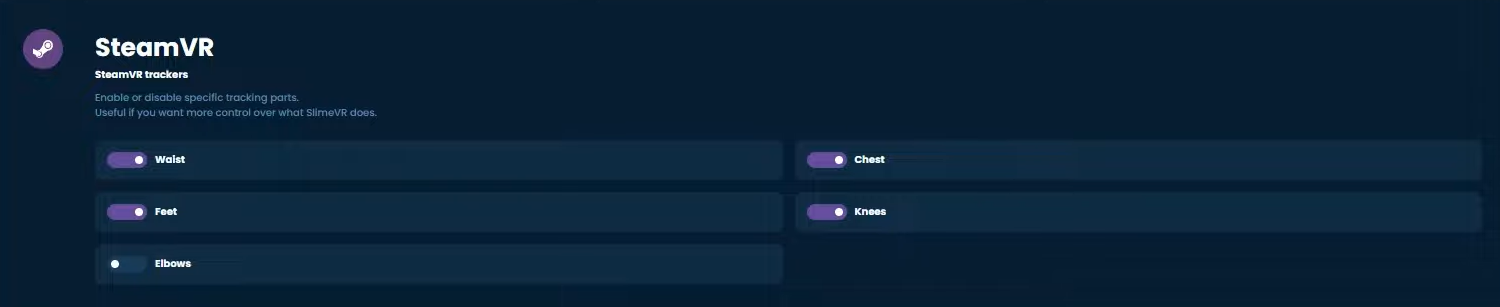 SteamVR
SteamVR trackers
Enable or disable specific tracking parts.
Useful if you want more control over what SlimeVR does.
Waist
Chest
Feet
Knees
Elbows